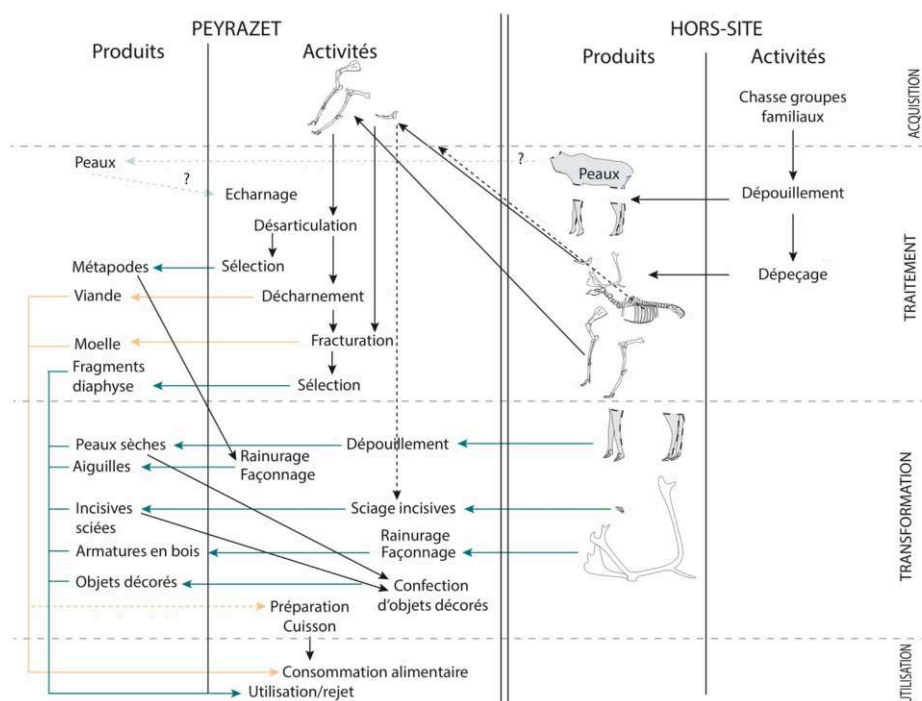 PEYRAZET
HORS-SITE
Produits
Activités
Produits
Activités
ACQUISITION
Chasse groupes
familiaux
Peaux
?
?
Peaux
Echarnage
Dépouillement
Désarticulation
Métapodes
Sélection
Dépeçage
TRAITEMENT
Viande
Décharnement
Moelle
Fracturation
Fragments
diaphyse
Sélection
Peaux sèches
Dépouillement
Aiguilles
Rainurage
Façonnage
Incisives
sciées
Sciage incisives
TRANSFORMATION
Armatures en bois
Rainurage
Façonnage
Objets décorés
Confection
d'objets décorés
Préparation
Cuisson
Consommation alimentaire
Utilisation/rejet
UTILISATION